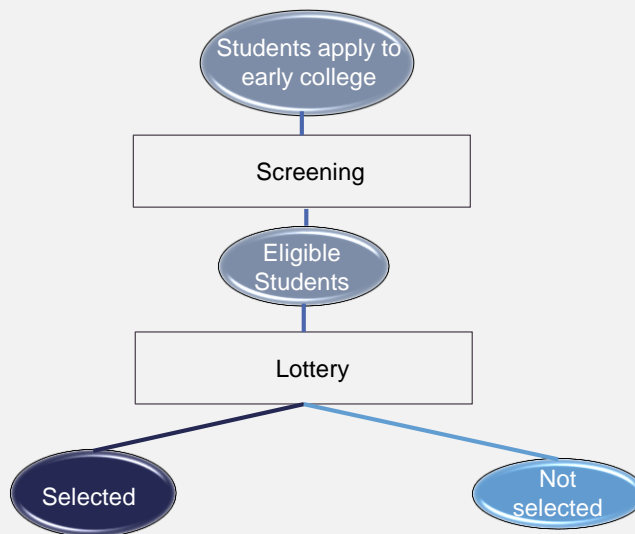 Students apply to
early college
Screening
Eligible
Students
Lottery
Selected
Not
selected